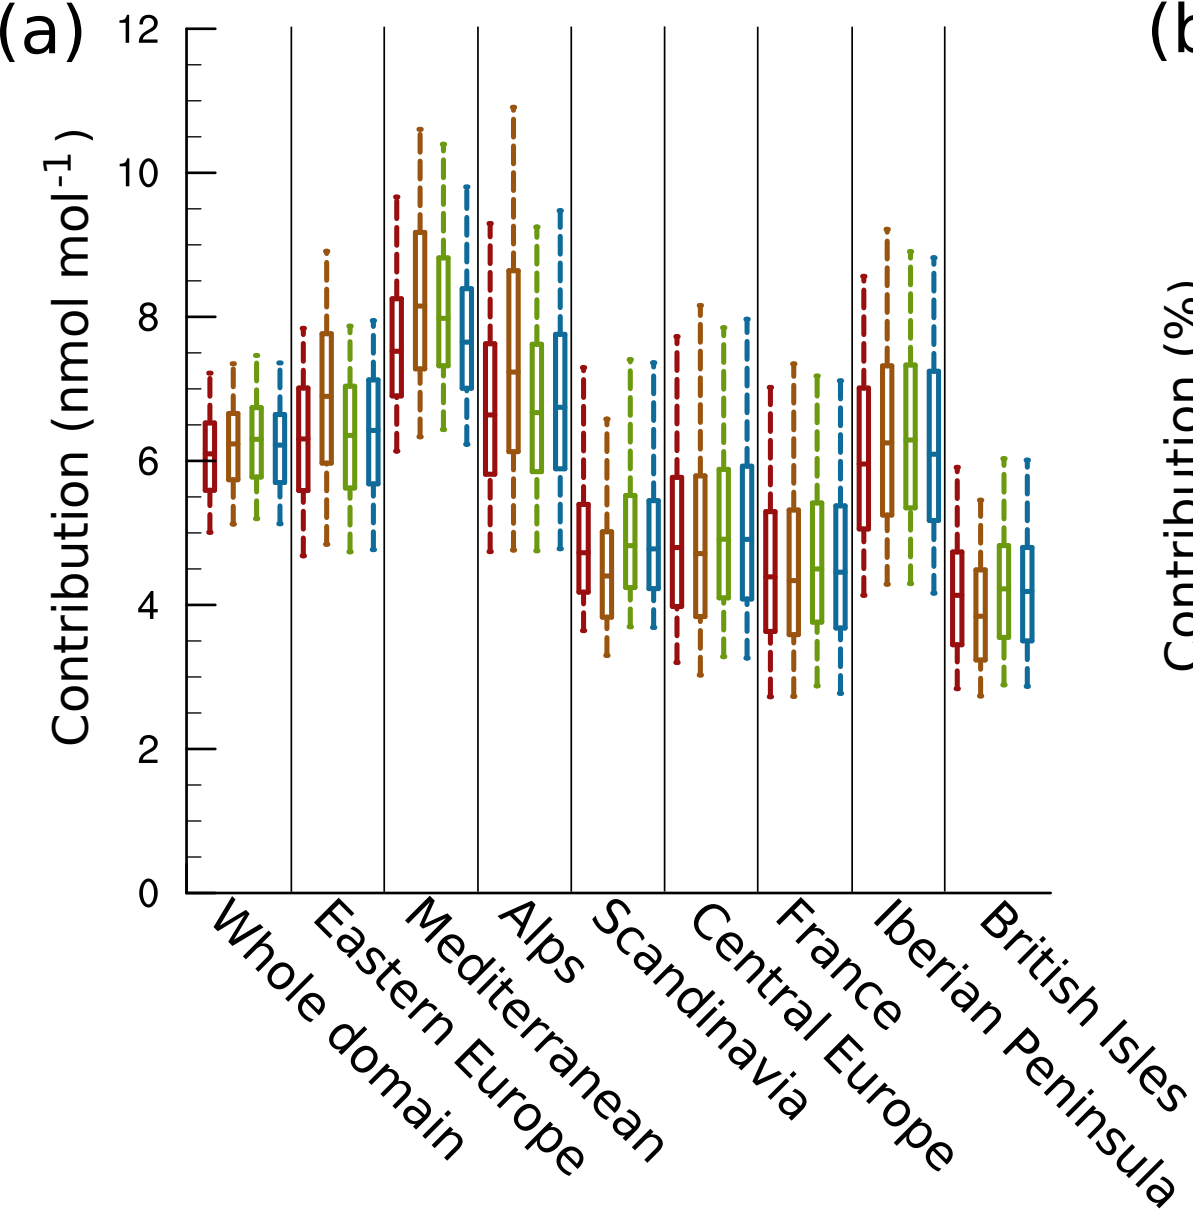 (a)
12
10
8
6
4
2
0
Contribution (nmol mol-1)
Whole domain
Eastern Europe
Mediterranean
Alps
Scandinavia
Central Europe
France
Iberian Peninsula
British Isles
(b
Contribution (%)